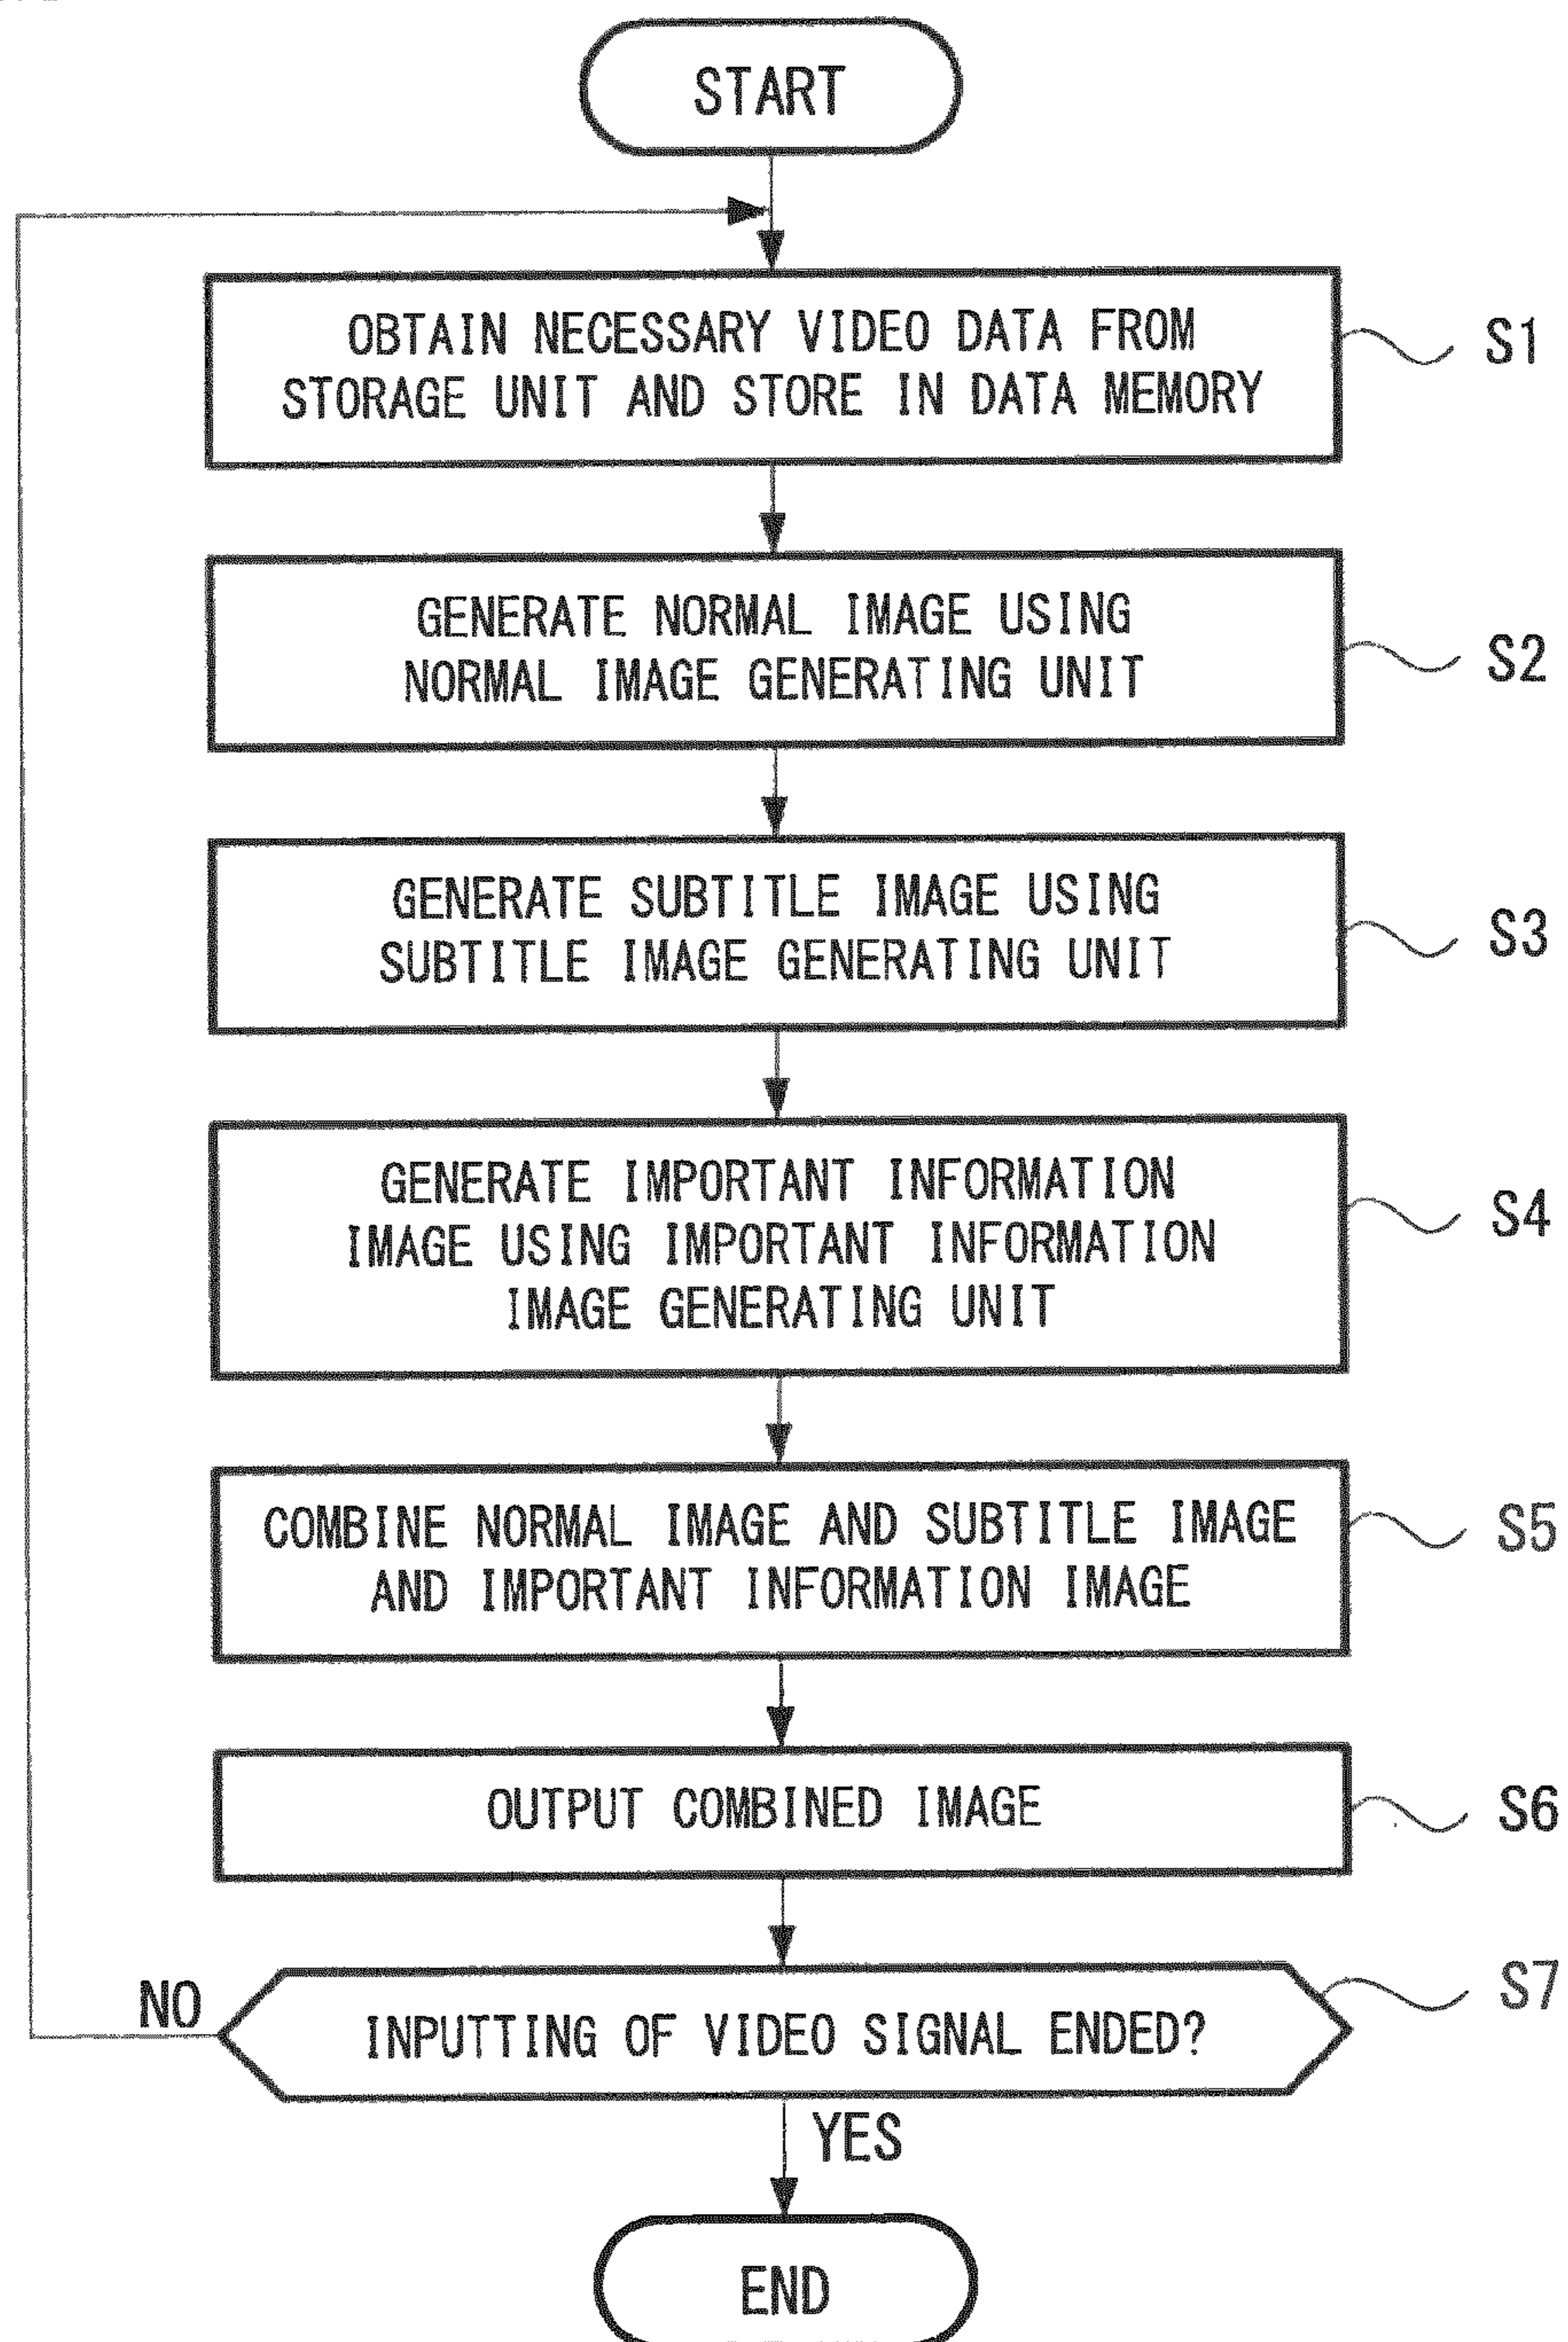 START
OBTAIN NECESSARY VIDEO DATA FROM
STORAGE UNIT AND STORE IN DATA MEMORY
S1
GENERATE NORMAL IMAGE USING
NORMAL IMAGE GENERATING UNIT
S2
GENERATE SUBTITLE IMAGE USING
SUBTITLE IMAGE GENERATING UNIT
S3
GENERATE IMPORTANT INFORMATION
IMAGE USING IMPORTANT INFORMATION
IMAGE GENERATING UNIT
S4
COMBINE NORMAL IMAGE AND SUBTITLE IMAGE
AND IMPORTANT INFORMATION IMAGE
S5
OUTPUT COMBINED IMAGE
S6
NO
INPUTTING OF VIDEO SIGNAL ENDED?
S7
YES
END